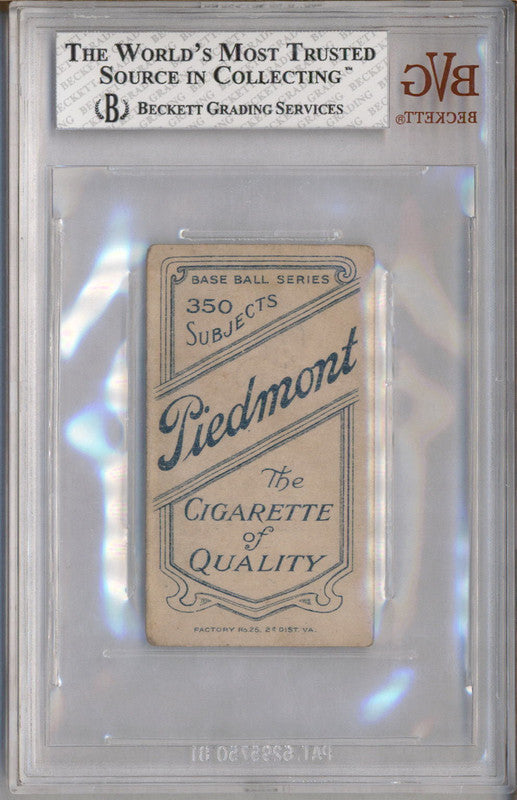 THE WORLD'S MOST TRUSTED
SOURCE IN COLLECTING™
B BECKETT GRADING SERVICES
BVG
BECKETT®
BASE BALL SERIES
350
SUBJECTS
Piedmont
The
CIGARETTE
of
QUALITY
FACTORY No. 25, 2d DIST. VA.